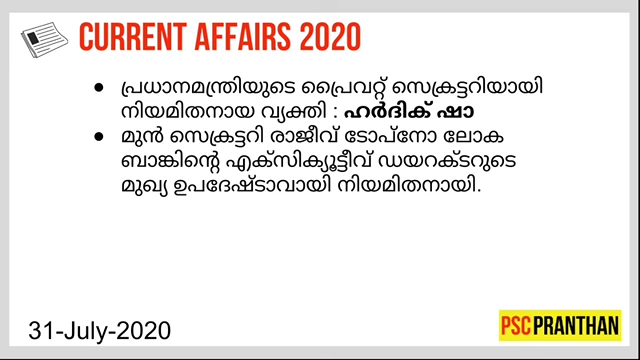 CURRENT AFFAIRS 2020
● പ്രധാനമന്ത്രിയുടെ പ്രൈവറ്റ് സെക്രട്ടറിയായി
നിയമിതനായ വ്യക്തി : ഹർദിക് ഷാ
● മുൻ സെക്രട്ടറി രാജീവ് ടോപ്നോ ലോക
ബാങ്കിന്റെ എക്സിക്യൂട്ടീവ് ഡയറക്ടറുടെ
മുഖ്യ ഉപദേഷ്ടാവായി നിയമിതനായി.
31-July-2020
PSC PRANTHAN